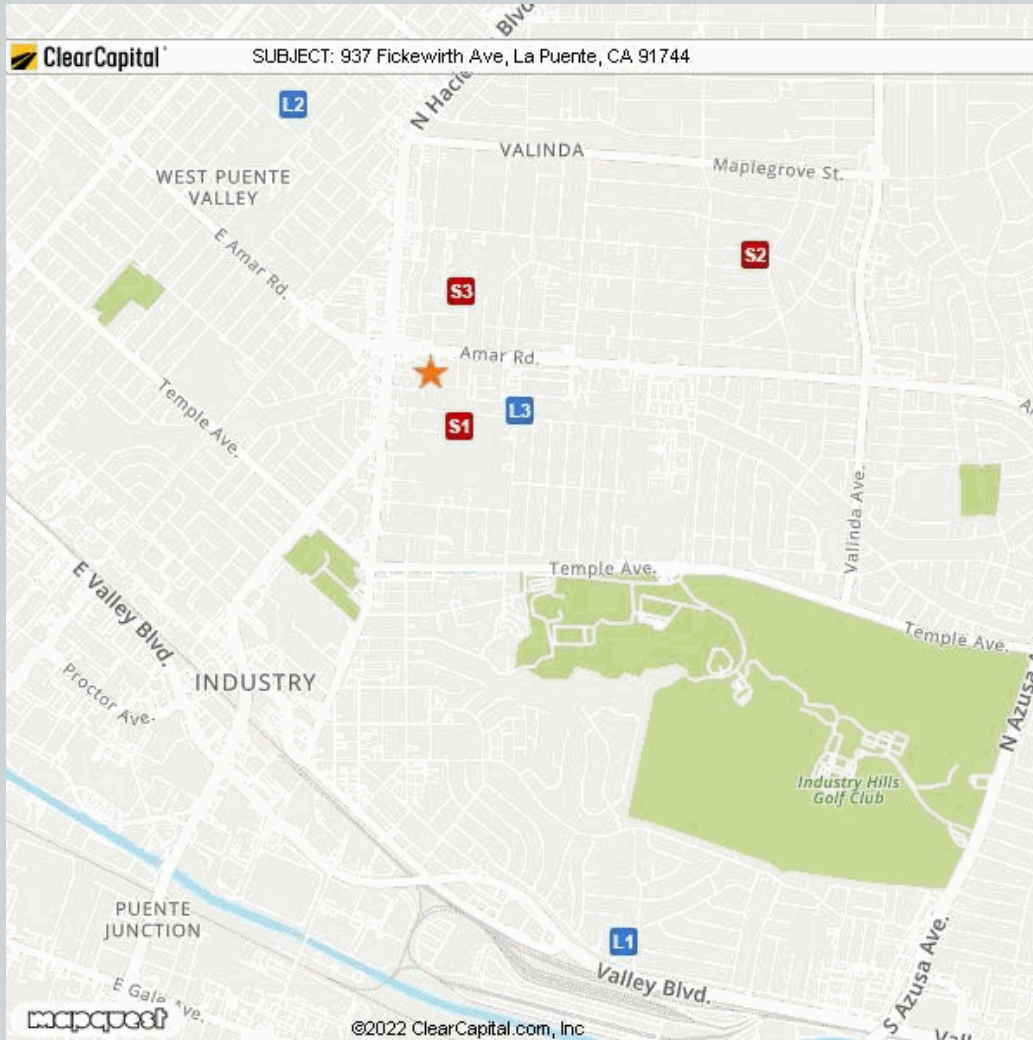 Blvd
ClearCapital
SUBJECT: 937 Fickewirth Ave, La Puente, CA 91744
L2
N Hacie
VALINDA
Maplegrove St.
WEST PUENTE
VALLEY
E Amar Rd.
S2
S3
Amar Rd.
A
L3
S1
Temple Ave.
Valinda Ave.
Temple Ave.
E Valley Blvd.
Temple Ave.
Proctor Ave.
INDUSTRY
N Azusa A
Industry Hills
Golf Club
PUENTE
JUNCTION
L1
Valley Blvd.
S Azusa Ave.
E Gale Ave.
Vall
mapquest
©2022 ClearCapital.com, Inc